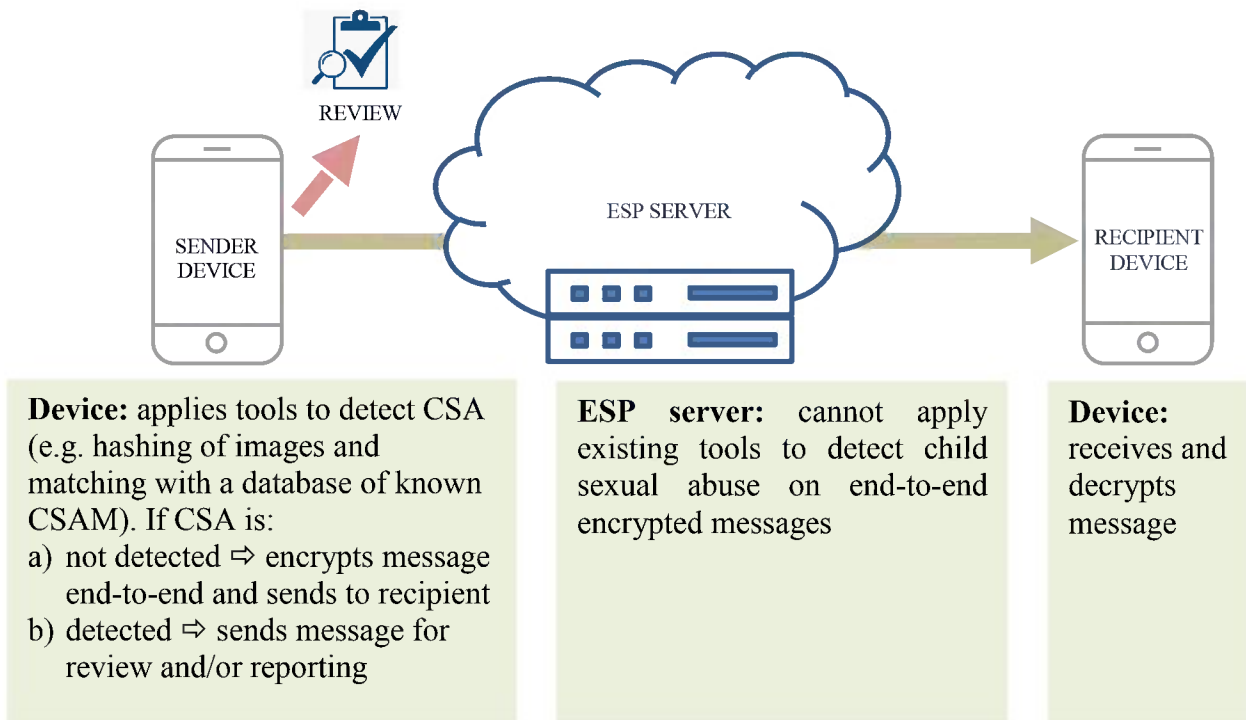 REVIEW
SENDER
DEVICE
ESP SERVER
RECIPIENT
DEVICE
Device: applies tools to detect CSA
(e.g. hashing of images and
matching with a database of known
CSAM). If CSA is:
a) not detected ⇨ encrypts message
end-to-end and sends to recipient
b) detected ⇨ sends message for
review and/or reporting
ESP server: cannot apply
existing tools to detect child
sexual abuse on end-to-end
encrypted messages
Device:
receives and
decrypts
message